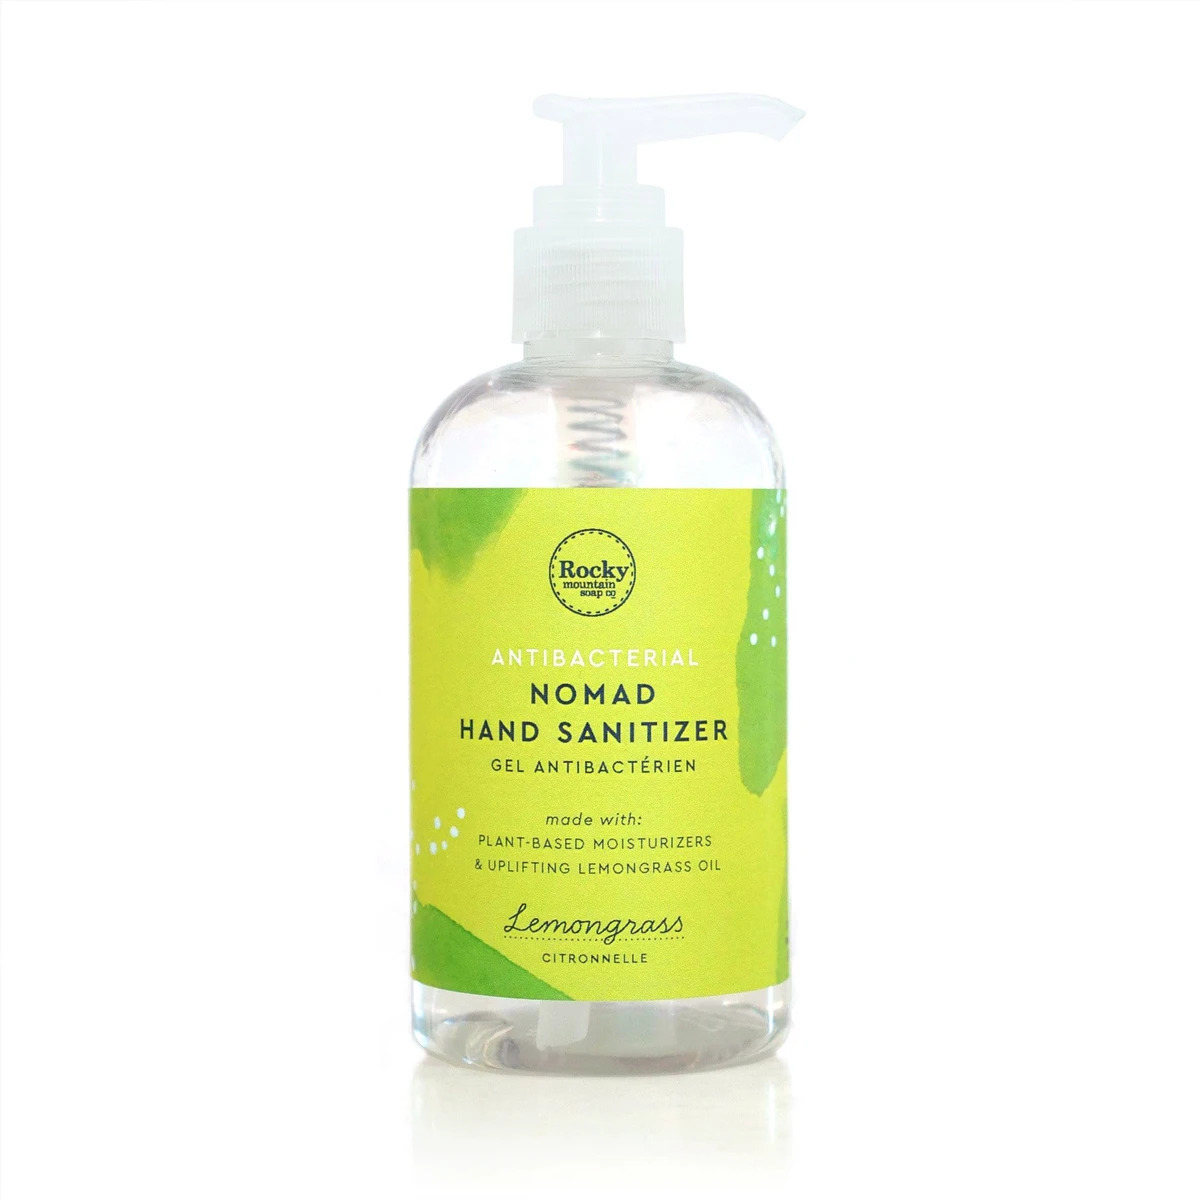 Rocky
mountain
soap co
ANTIBACTERIAL
NOMAD
HAND SANITIZER
GEL ANTIBACTÉRIEN
made with:
PLANT-BASED MOISTURIZERS
& UPLIFTING LEMONGRASS OIL
Lemongrass
CITRONNELLE